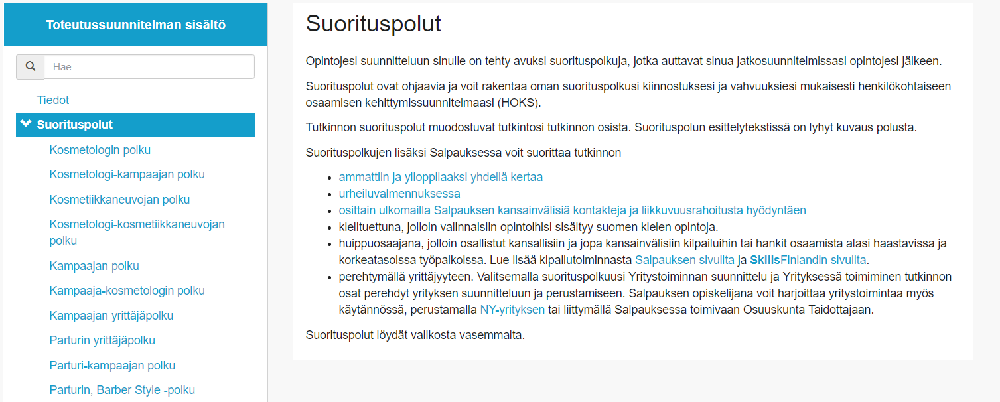 Toteutussuunnitelman sisältö
Hae
Tiedot
Suorituspolut
Kosmetologin polku
Kosmetologi-kampaajan polku
Kosmetiikkaneuvojan polku
Kosmetologi-kosmetiikkaneuvojan
polku
Kampaajan polku
Kampaaja-kosmetologin polku
Kampaajan yrittäjäpolku
Parturin yrittäjäpolku
Parturi-kampaajan polku
Parturin, Barber Style -polku
Suorituspolut
Opintojesi suunnitteluun sinulle on tehty avuksi suorituspolkuja, jotka auttavat sinua jatkosuunnitelmissasi opintojesi jälkeen.
Suorituspolut ovat ohjaavia ja voit rakentaa oman suorituspolkusi kiinnostuksesi ja vahvuuksiesi mukaisesti henkilökohtaiseen
osaamisen kehittymissuunnitelmaasi (HOKS).
Tutkinnon suorituspolut muodostuvat tutkintosi tutkinnon osista. Suorituspolun esittelytekstissä on lyhyt kuvaus polusta.
Suorituspolkujen lisäksi Salpauksessa voit suorittaa tutkinnon
• ammattiin ja ylioppilaaksi yhdellä kertaa
• urheiluvalmennuksessa
• osittain ulkomailla Salpauksen kansainvälisiä kontakteja ja liikkuvuusrahoitusta hyödyntäen
• kielituettuna, jolloin valinnaisiin opintoihisi sisältyy suomen kielen opintoja.
• huippuosaajana, jolloin osallistut kansallisiin ja jopa kansainvälisiin kilpailuihin tai hankit osaamista alasi haastavissa ja
korkeatasoissa työpaikoissa. Lue lisää kipailutoiminnasta Salpauksen sivuilta ja SkillsFinlandin sivuilta.
• perehtymällä yrittäjyyteen. Valitsemalla suorituspolkuusi Yritystoiminnan suunnittelu ja Yrityksessä toimiminen tutkinnon
osat perehdyt yrityksen suunnitteluun ja perustamiseen. Salpauksen opiskelijana voit harjoittaa yritystoimintaa myös
käytännössä, perustamalla NY-yrityksen tai liittymällä Salpauksessa toimivaan Osuuskunta Taidottajaan.
Suorituspolut löydät valikosta vasemmalta.